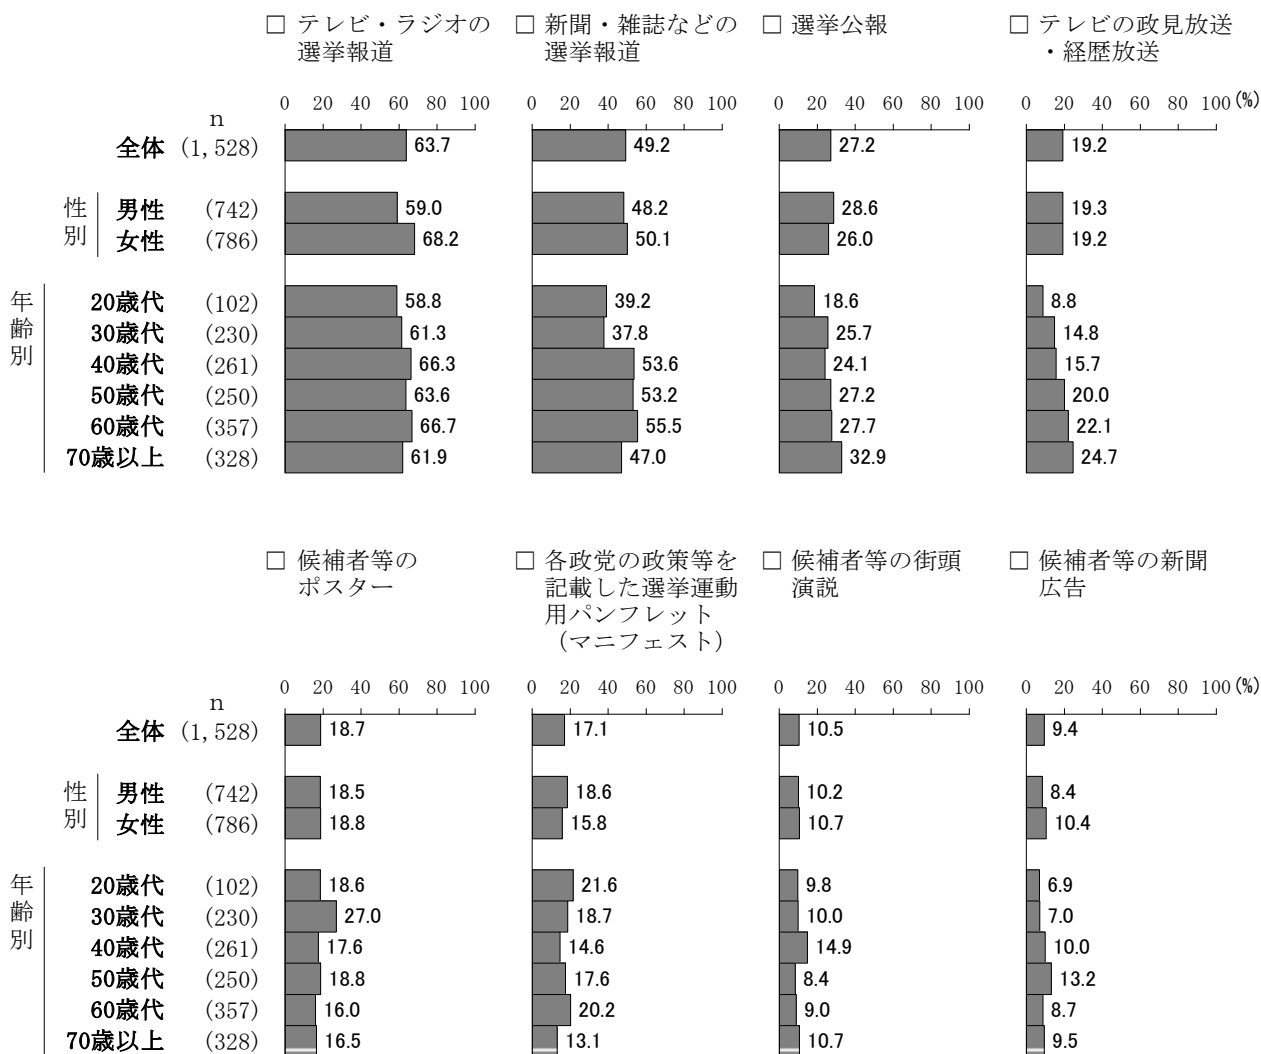 □ テレビ・ラジオの選挙報道
□ 新聞・雑誌などの選挙報道
□ 選挙公報
□ テレビの政見放送・経歴放送
0 20 40 60 80 100 0 20 40 60 80 100 0 20 40 60 80 100 0 20 40 60 80 100 (%)
n
全体 (1,528) 63.7 49.2 27.2 19.2
性別
男性 (742) 59.0 48.2 28.6 19.3
女性 (786) 68.2 50.1 26.0 19.2
年齢別
20歳代 (102) 58.8 39.2 18.6 8.8
30歳代 (230) 61.3 37.8 25.7 14.8
40歳代 (261) 66.3 53.6 24.1 15.7
50歳代 (250) 63.6 53.2 27.2 20.0
60歳代 (357) 66.7 55.5 27.7 22.1
70歳以上 (328) 61.9 47.0 32.9 24.7
□ 候補者等のポスター
□ 各政党の政策等を記載した選挙運動用パンフレット（マニフェスト）
□ 候補者等の街頭演説
□ 候補者等の新聞広告
0 20 40 60 80 100 0 20 40 60 80 100 0 20 40 60 80 100 0 20 40 60 80 100 (%)
n
全体 (1,528) 18.7 17.1 10.5 9.4
性別
男性 (742) 18.5 18.6 10.2 8.4
女性 (786) 18.8 15.8 10.7 10.4
年齢別
20歳代 (102) 18.6 21.6 9.8 6.9
30歳代 (230) 27.0 18.7 10.0 7.0
40歳代 (261) 17.6 14.6 14.9 10.0
50歳代 (250) 18.8 17.6 8.4 13.2
60歳代 (357) 16.0 20.2 9.0 8.7
70歳以上 (328) 16.5 13.1 10.7 9.5